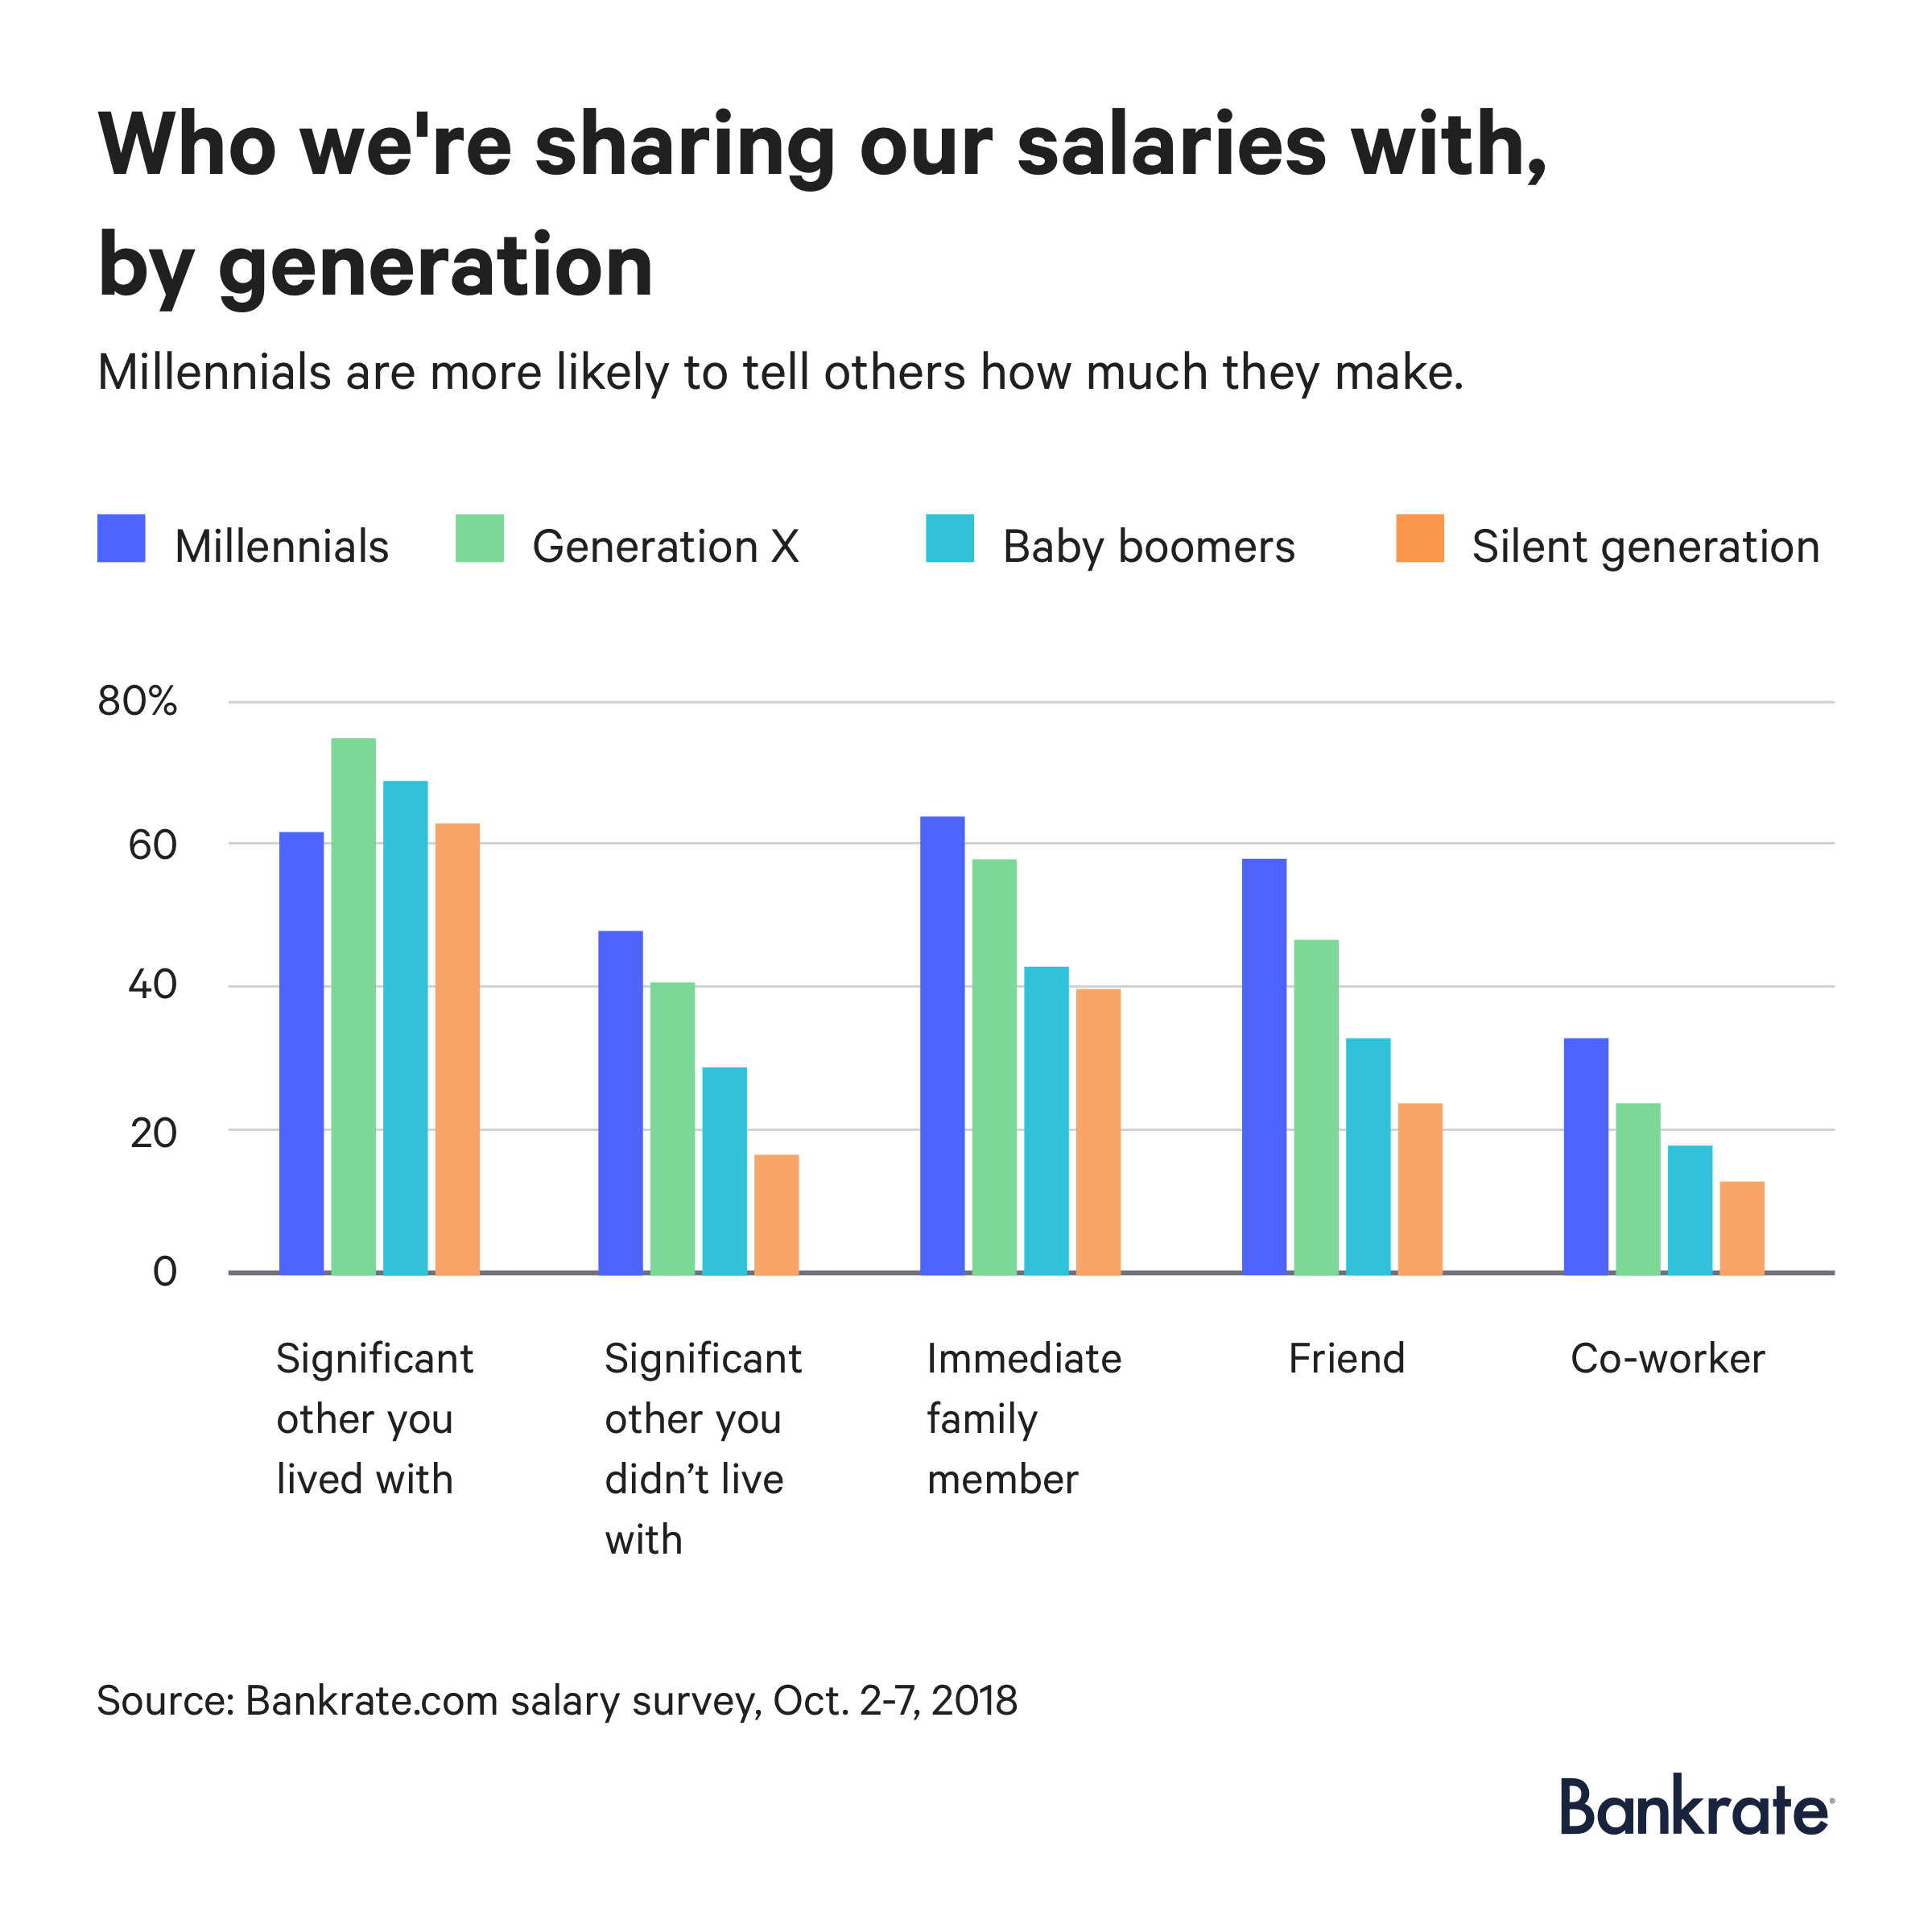 Who we're sharing our salaries with,
by generation
Millennials are more likely to tell others how much they make.
Millennials
Generation X
Baby boomers
Silent generation
80%
60
40
20
0
Significant
other you
lived with
Significant
other you
didn’t live
with
Immediate
family
member
Friend
Co-worker
Source: Bankrate.com salary survey, Oct. 2-7, 2018
Bankrate®